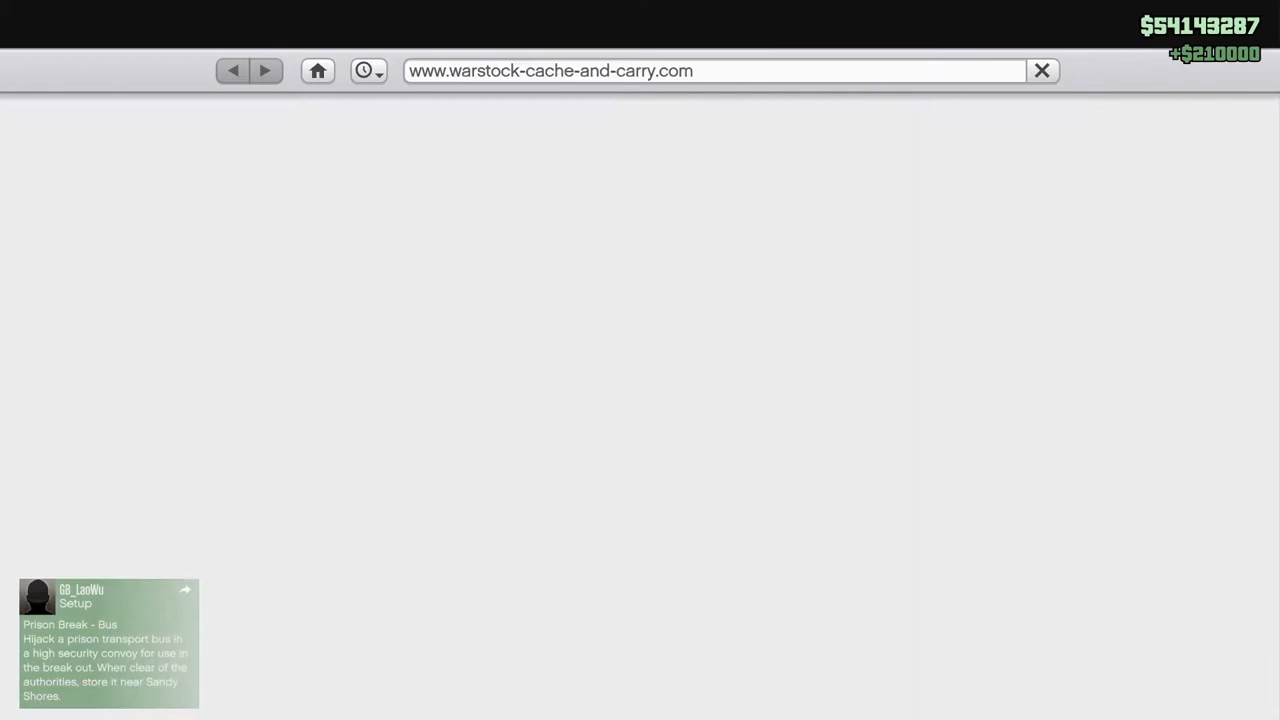 $54143287
+$210000
www.warstock-cache-and-carry.com
GB_LaoWu
Setup
Prison Break - Bus
Hijack a prison transport bus in
a high security convoy for use in
the break out. When clear of the
authorities, store it near Sandy
Shores.